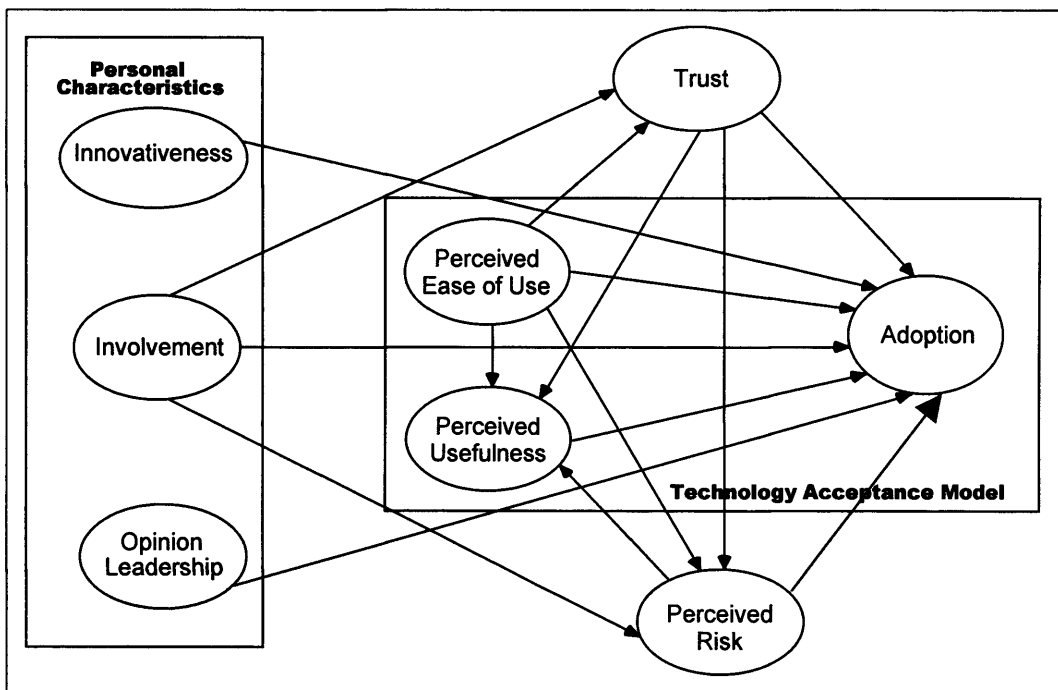 Personal
Characteristics
Innovativeness
Involvement
Opinion
Leadership
Trust
Perceived
Ease of Use
Perceived
Usefulness
Adoption
Technology Acceptance Model
Perceived
Risk